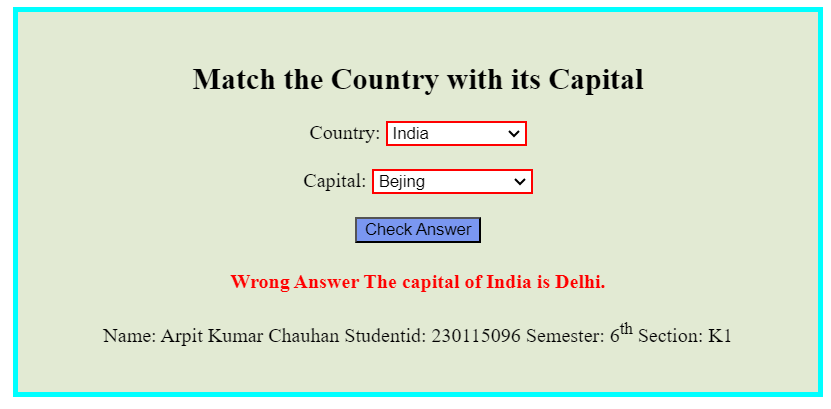 Match the Country with its Capital
Country: India
Capital: Bejing
Check Answer
Wrong Answer The capital of India is Delhi.
Name: Arpit Kumar Chauhan Studentid: 230115096 Semester: 6th Section: K1